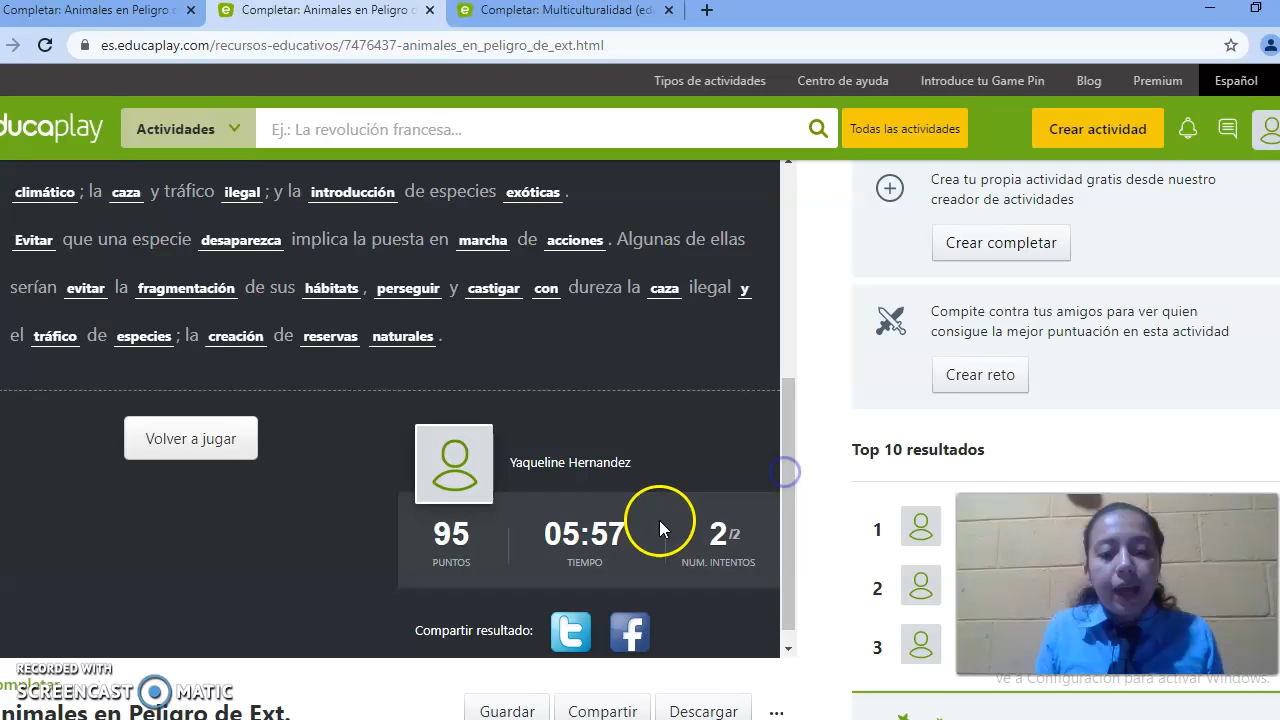 Completar: Animales en Peligro × Completar: Animales en Peligro × Completar: Multiculturalidad (ed × +
es.educaplay.com/recursos-educativos/7476437-animales_en_peligro_de_ext.html
Tipos de actividades Centro de ayuda Introduce tu Game Pin Blog Premium Español
ducaplay Actividades Ej.: La revolución francesa... Todas las actividades Crear actividad
climático ; la caza y tráfico ilegal ; y la introducción de especies exóticas .
Evitar que una especie desaparezca implica la puesta en marcha de acciones . Algunas de ellas
serían evitar la fragmentación de sus hábitats , perseguir y castigar con dureza la caza ilegal y
el tráfico de especies ; la creación de reservas naturales .
Volver a jugar
Yaqueline Hernandez
95 05:57 2/2
PUNTOS TIEMPO NUM. INTENTOS
Compartir resultado:
Crea tu propia actividad gratis desde nuestro
creador de actividades
Crear completar
Compite contra tus amigos para ver quien
consigue la mejor puntuación en esta actividad
Crear reto
Top 10 resultados
1
2
3
Ve a Configuración para activar Windows.
RECORDED WITH
SCREENCAST MATIC
ompletar
nimales en Peligro de Ext.
Guardar Compartir Descargar ...